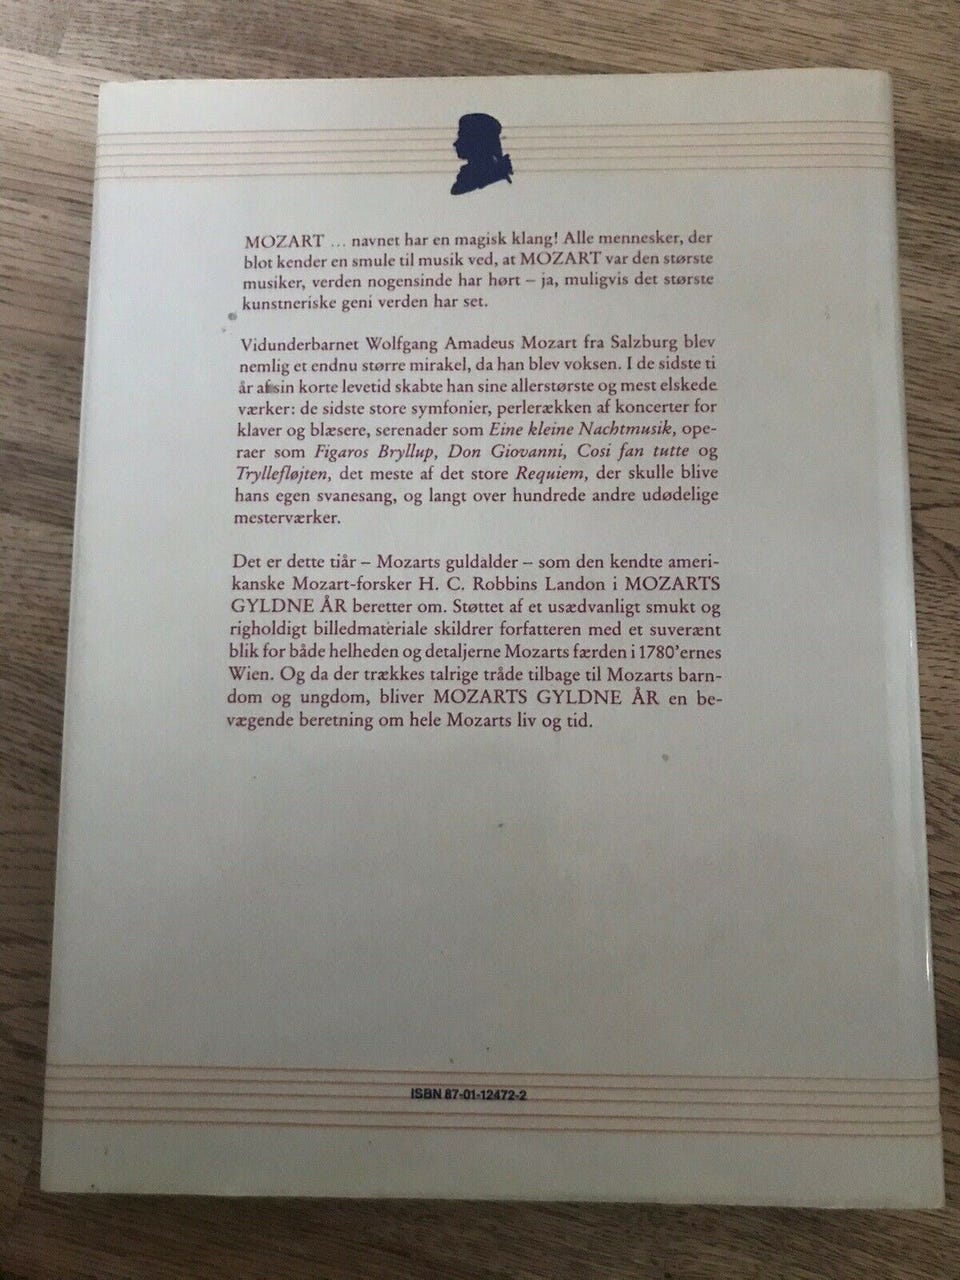 MOZART ... navnet har en magisk klang! Alle mennesker, der
blot kender en smule til musik ved, at MOZART var den største
musiker, verden nogensinde har hørt – ja, muligvis det største
kunstneriske geni verden har set.
Vidunderbarnet Wolfgang Amadeus Mozart fra Salzburg blev
nemlig et endnu større mirakel, da han blev voksen. I de sidste ti
år af sin korte levetid skabte han sine allerstørste og mest elskede
værker: de sidste store symfonier, perlerækken af koncerter for
klaver og blæsere, serenader som Eine kleine Nachtmusik, ope-
raer som Figaros Bryllup, Don Giovanni, Cosi fan tutte og
Tryllefløjten, det meste af det store Requiem, der skulle blive
hans egen svanesang, og langt over hundrede andre udødelige
mesterværker.
Det er dette tiår – Mozarts guldalder – som den kendte ameri-
kanske Mozart-forsker H. C. Robbins Landon i MOZARTS
GYLDNE ÅR beretter om. Støttet af et usædvanligt smukt og
righoldigt billedmateriale skildrer forfatteren med et suverænt
blik for både helheden og detaljerne Mozarts færden i 1780'ernes
Wien. Og da der trækkes talrige tråde tilbage til Mozarts barn-
dom og ungdom, bliver MOZARTS GYLDNE ÅR en be-
vægende beretning om hele Mozarts liv og tid.
ISBN 87-01-12472-2